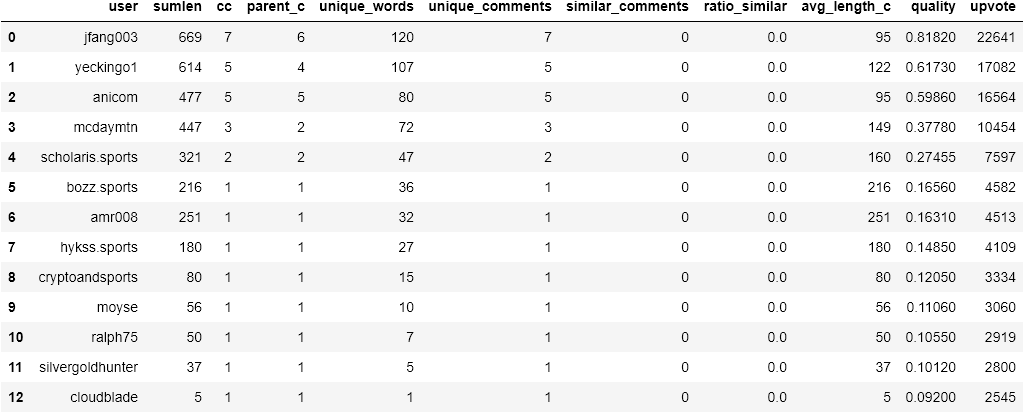 user sumlen cc parent_c unique_words unique_comments similar_comments ratio_similar avg_length_c quality upvote
0 jfang003 669 7 6 120 7 0 0.0 95 0.81820 22641
1 yeckingo1 614 5 4 107 5 0 0.0 122 0.61730 17082
2 anicom 477 5 5 80 5 0 0.0 95 0.59860 16564
3 mcdaymtn 447 3 2 72 3 0 0.0 149 0.37780 10454
4 scholaris.sports 321 2 2 47 2 0 0.0 160 0.27455 7597
5 bozz.sports 216 1 1 36 1 0 0.0 216 0.16560 4582
6 amr008 251 1 1 32 1 0 0.0 251 0.16310 4513
7 hykss.sports 180 1 1 27 1 0 0.0 180 0.14850 4109
8 cryptoandsports 80 1 1 15 1 0 0.0 80 0.12050 3334
9 moyse 56 1 1 10 1 0 0.0 56 0.11060 3060
10 ralph75 50 1 1 7 1 0 0.0 50 0.10550 2919
11 silvergoldhunter 37 1 1 5 1 0 0.0 37 0.10120 2800
12 cloudblade 5 1 1 1 1 0 0.0 5 0.09200 2545